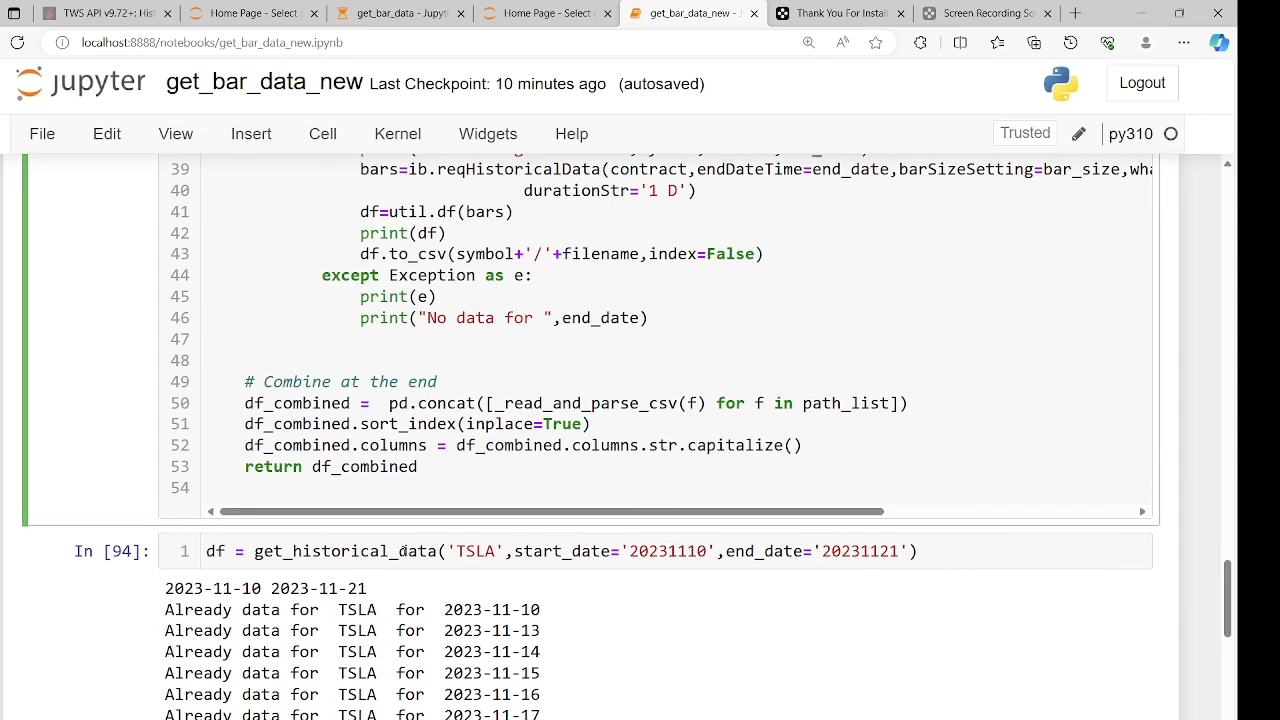 TWS API v9.72+: Hist
Home Page - Select r
get_bar_data - Jupyt
Home Page - Select c
get_bar_data_new - J
Thank You For Install
Screen Recording So
localhost:8888/notebooks/get_bar_data_new.ipynb
jupyter get_bar_data_new Last Checkpoint: 10 minutes ago (autosaved)
Logout
File Edit View Insert Cell Kernel Widgets Help
Trusted py310
39 bars=ib.reqHistoricalData(contract,endDateTime=end_date,barSizeSetting=bar_size,wha
40 durationStr='1 D')
41 df=util.df(bars)
42 print(df)
43 df.to_csv(symbol+'/'+filename,index=False)
44 except Exception as e:
45 print(e)
46 print("No data for ",end_date)
47
48
49 # Combine at the end
50 df_combined =  pd.concat([_read_and_parse_csv(f) for f in path_list])
51 df_combined.sort_index(inplace=True)
52 df_combined.columns = df_combined.columns.str.capitalize()
53 return df_combined
54
In [94]: 1 df = get_historical_data('TSLA',start_date='20231110',end_date='20231121')
2023-11-10 2023-11-21
Already data for  TSLA  for  2023-11-10
Already data for  TSLA  for  2023-11-13
Already data for  TSLA  for  2023-11-14
Already data for  TSLA  for  2023-11-15
Already data for  TSLA  for  2023-11-16
Already data for  TSLA  for  2023-11-17